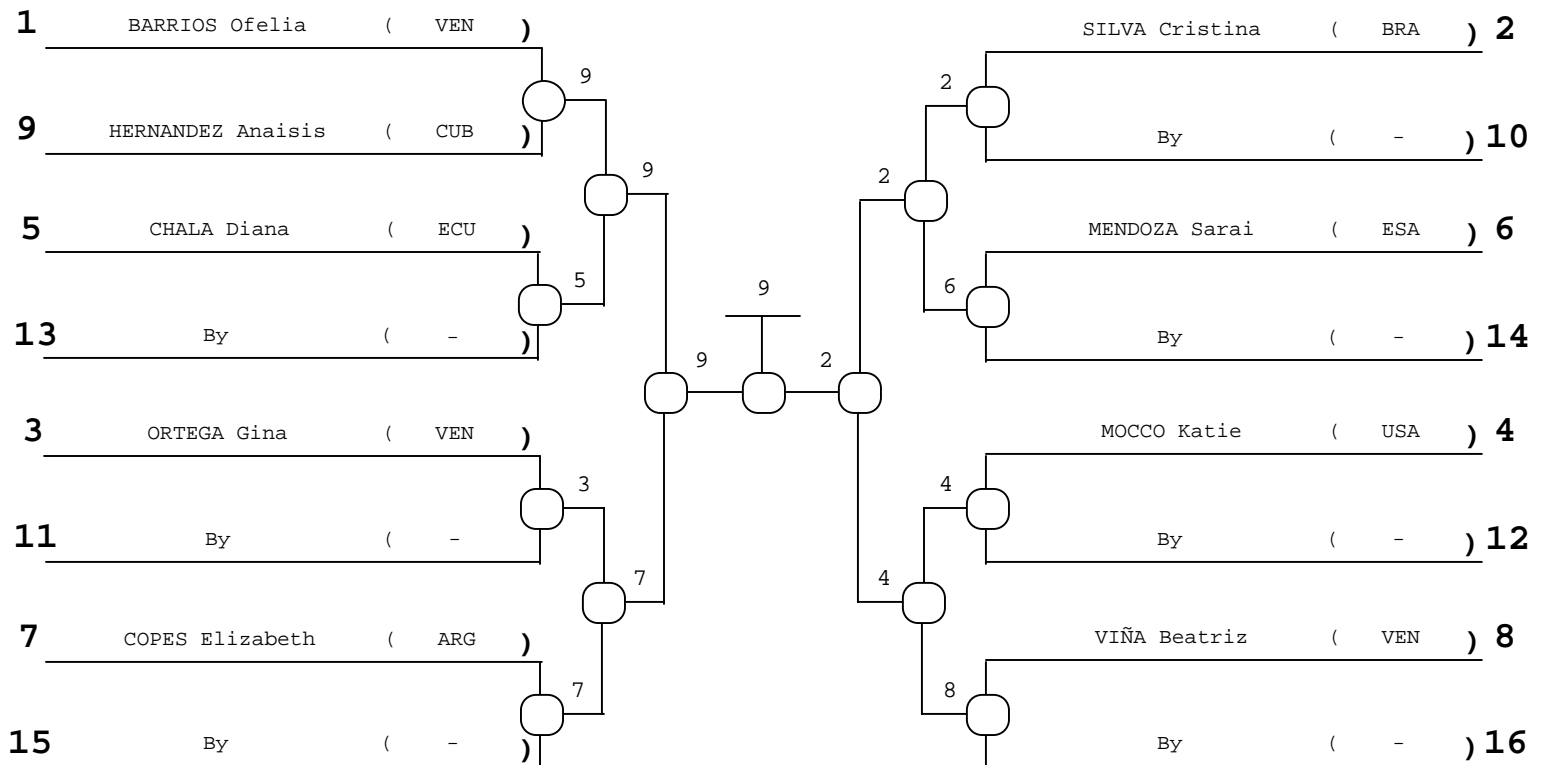 1 BARRIOS Ofelia ( VEN )
9
9 HERNANDEZ Anaisis ( CUB )
9
5 CHALA Diana ( ECU )
5
13 By ( - )
9
3 ORTEGA Gina ( VEN )
3
11 By ( -
7
7 COPES Elizabeth ( ARG )
7
15 By ( - )
9
2
SILVA Cristina ( BRA ) 2
2
By ( - ) 10
2
MENDOZA Sarai ( ESA ) 6
6
By ( - ) 14
MOCCO Katie ( USA ) 4
4
By ( - ) 12
4
VIÑA Beatriz ( VEN ) 8
8
By ( - ) 16